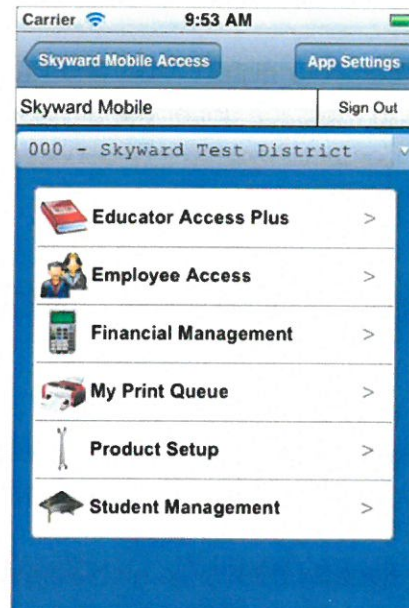 Carrier 9:53 AM
Skyward Mobile Access App Settings
Skyward Mobile Sign Out
000 - Skyward Test District
Educator Access Plus >
Employee Access >
Financial Management >
My Print Queue >
Product Setup >
Student Management >